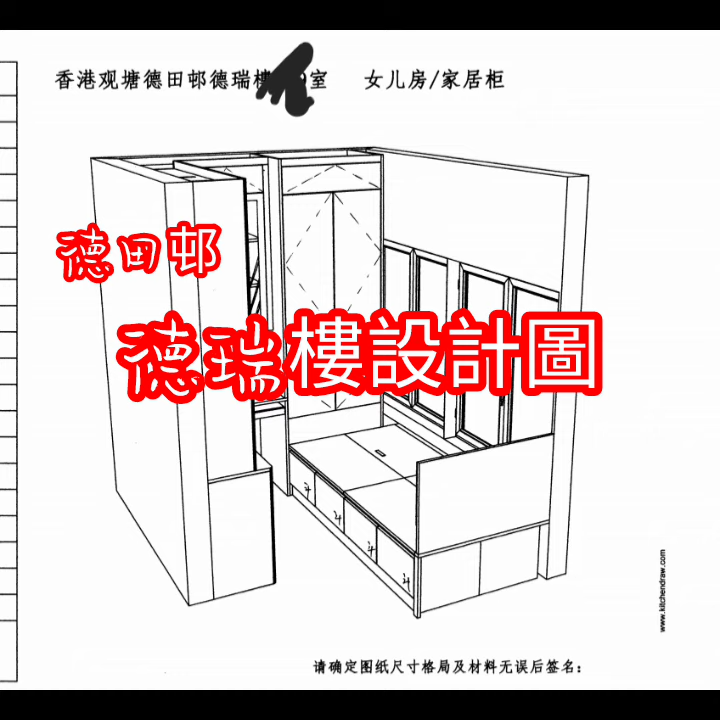 香港观塘德田邨德瑞楼 室 女儿房/家居柜
德田邨
德瑞樓設計圖
www.kitchendraw.com
请确定图纸尺寸格局及材料无误后签名：